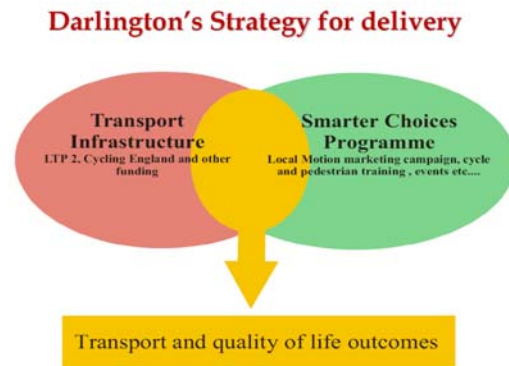 Darlington's Strategy for delivery
Transport
Infrastructure
LTP 2, Cycling England and other
funding
Smarter Choices
Programme
Local Motion marketing campaign, cycle
and pedestrian training , events etc....
Transport and quality of life outcomes